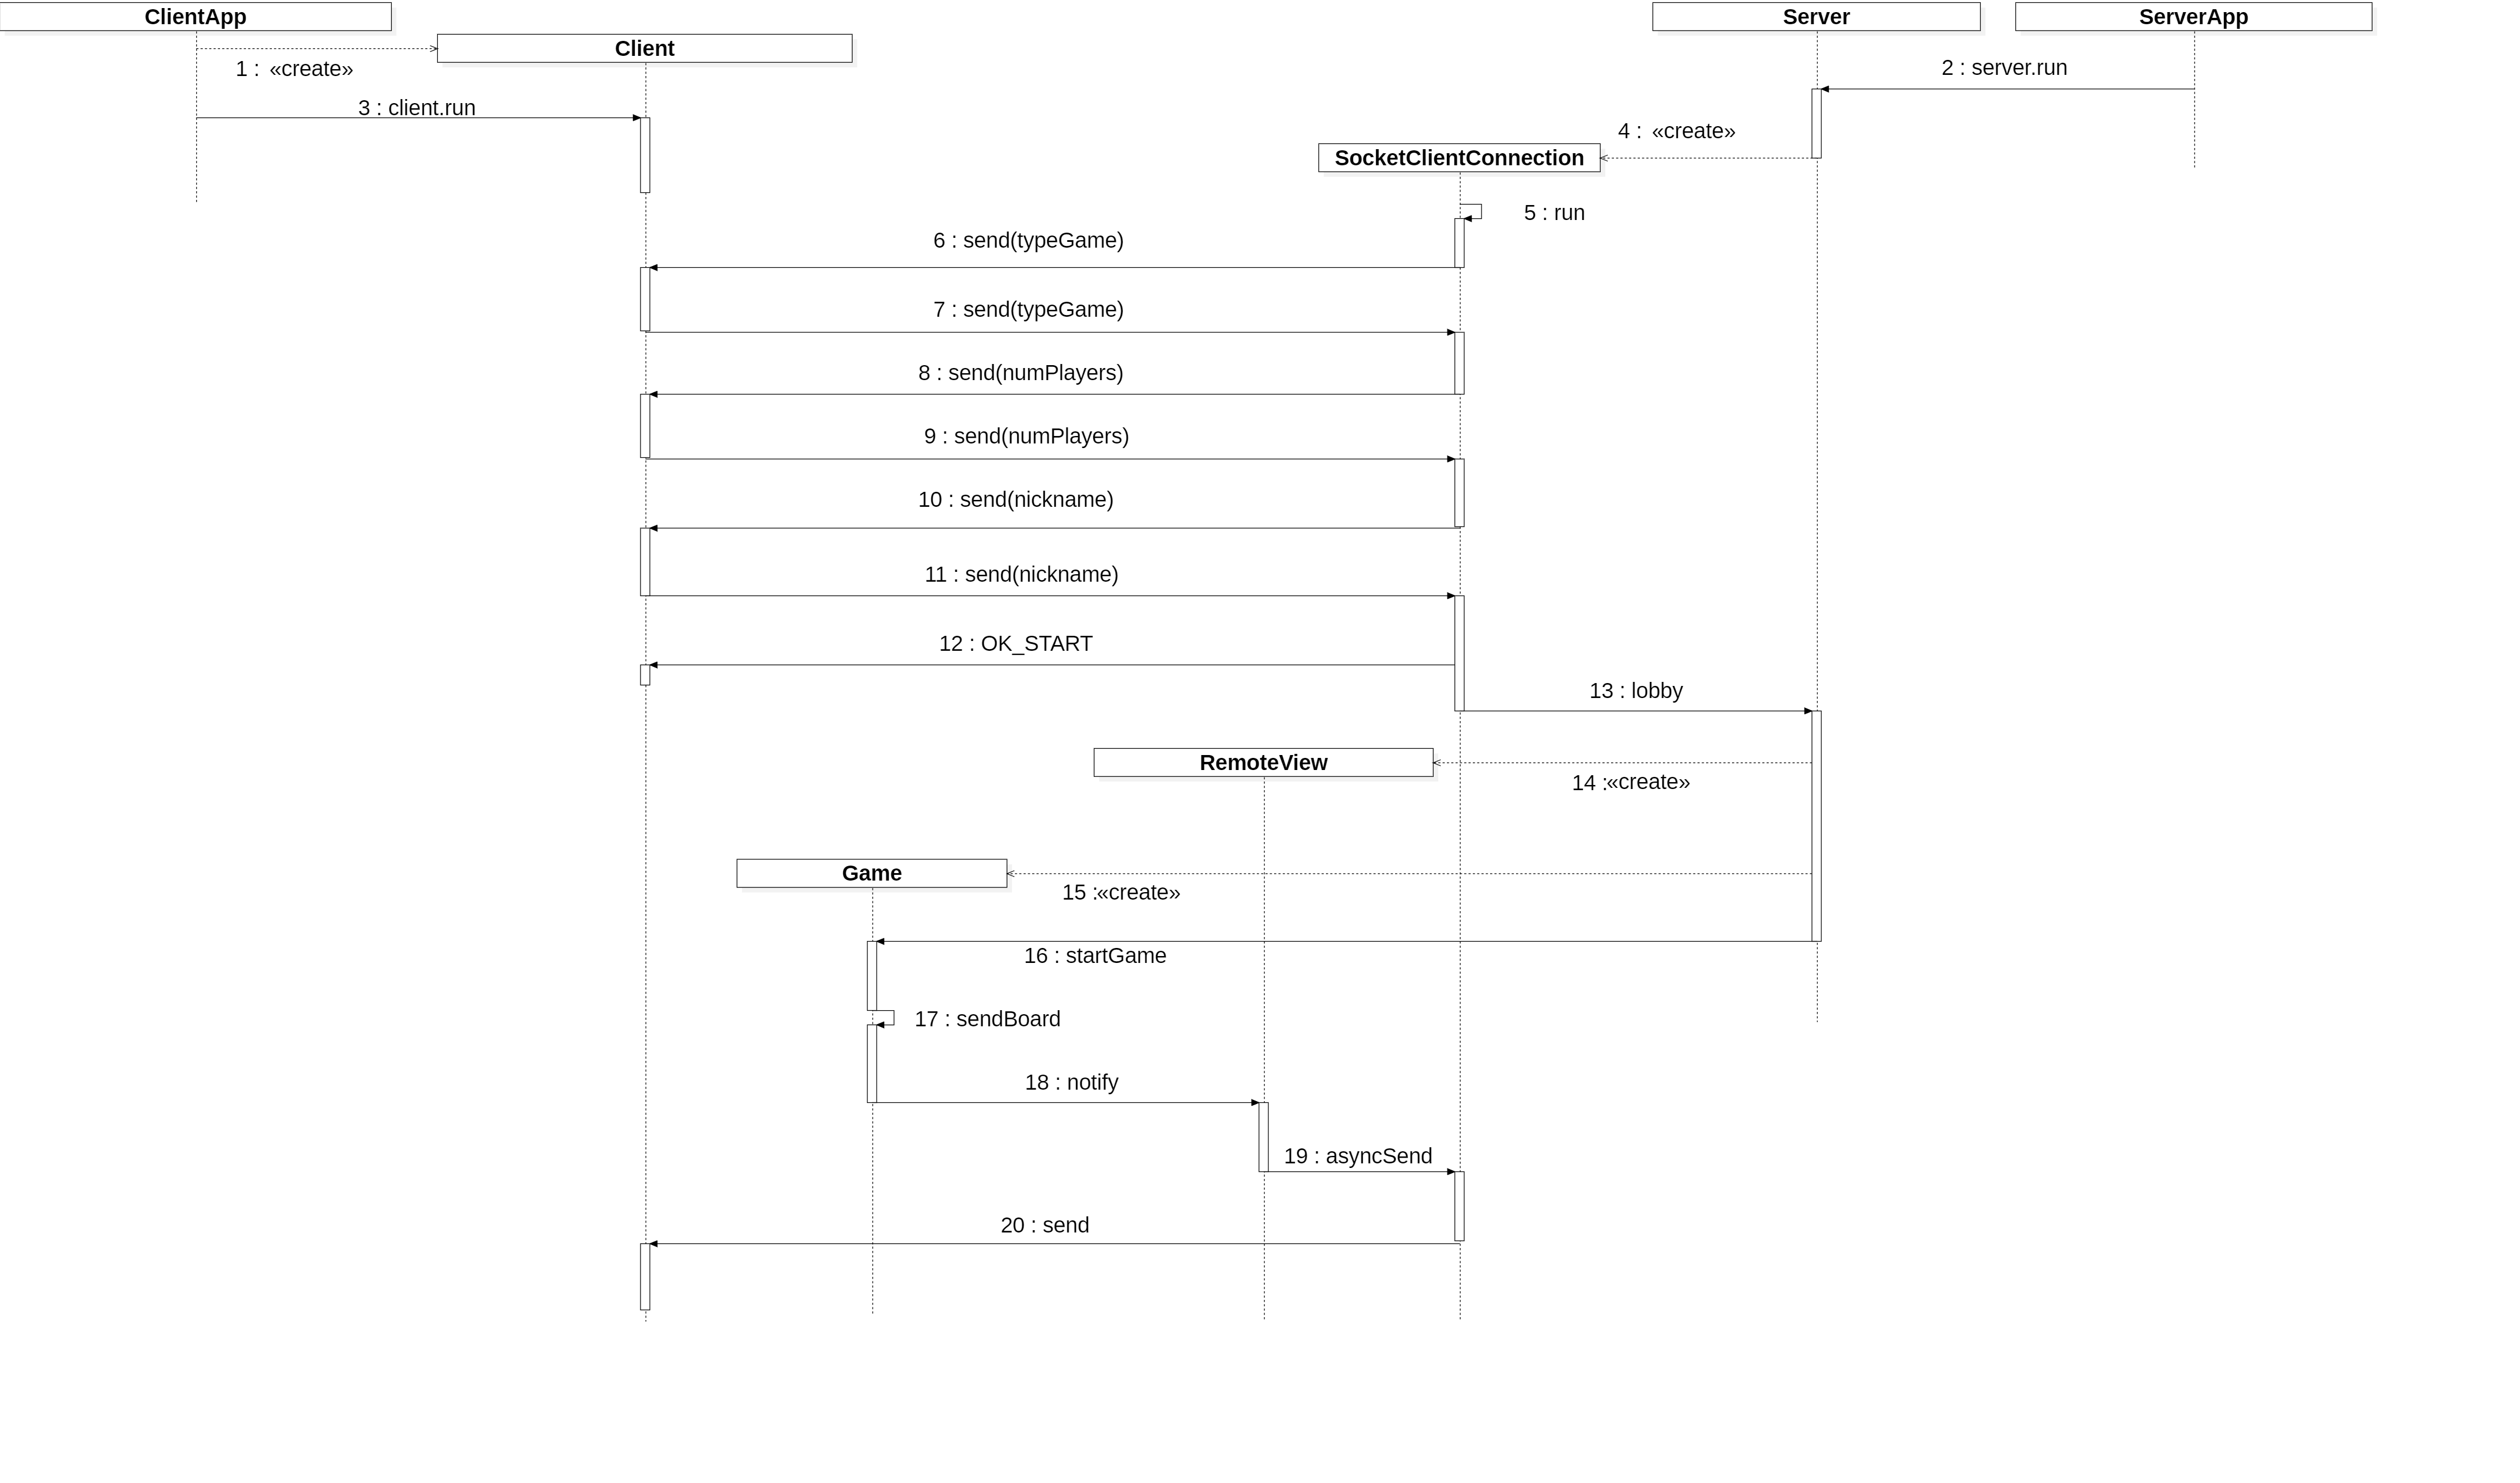 ClientApp
Server
ServerApp
Client
1 : «create»
2 : server.run
3 : client.run
4 : «create»
SocketClientConnection
5 : run
6 : send(typeGame)
7 : send(typeGame)
8 : send(numPlayers)
9 : send(numPlayers)
10 : send(nickname)
11 : send(nickname)
12 : OK_START
13 : lobby
RemoteView
14 :«create»
Game
15 :«create»
16 : startGame
17 : sendBoard
18 : notify
19 : asyncSend
20 : send